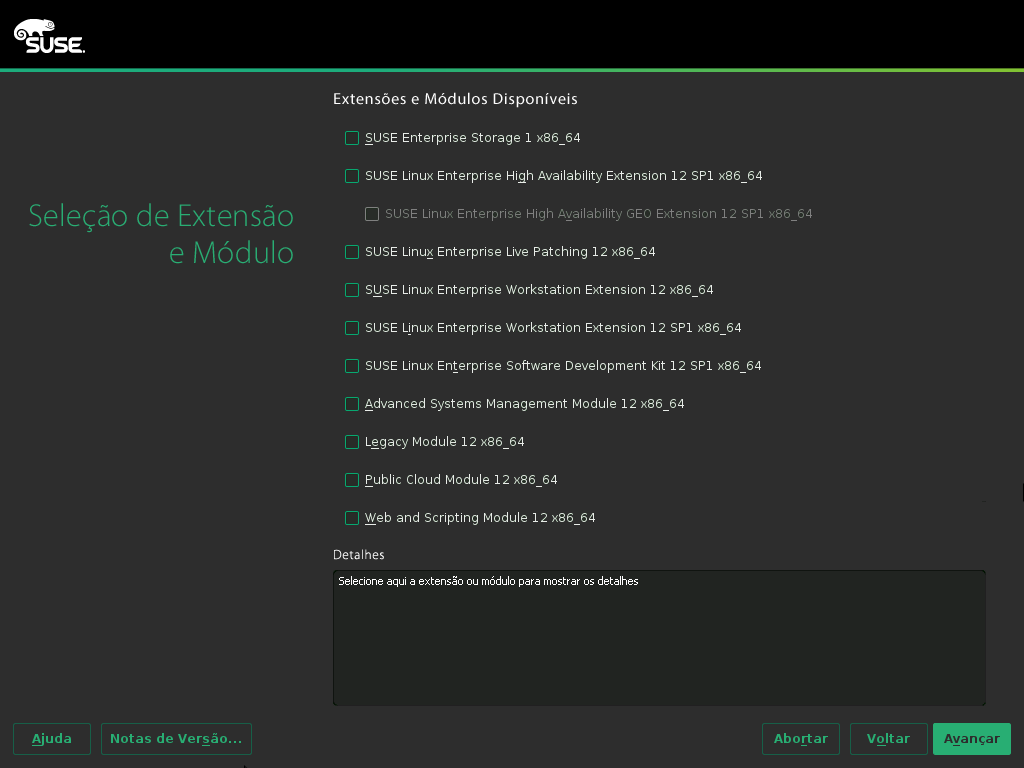 SUSE.
Extensões e Módulos Disponíveis
SUSE Enterprise Storage 1 x86_64
SUSE Linux Enterprise High Availability Extension 12 SP1 x86_64
SUSE Linux Enterprise High Availability GEO Extension 12 SP1 x86_64
Seleção de Extensão
e Módulo
SUSE Linux Enterprise Live Patching 12 x86_64
SUSE Linux Enterprise Workstation Extension 12 x86_64
SUSE Linux Enterprise Workstation Extension 12 SP1 x86_64
SUSE Linux Enterprise Software Development Kit 12 SP1 x86_64
Advanced Systems Management Module 12 x86_64
Legacy Module 12 x86_64
Public Cloud Module 12 x86_64
Web and Scripting Module 12 x86_64
Detalhes
Selecione aqui a extensão ou módulo para mostrar os detalhes
Ajuda Notas de Versão... Abortar Voltar Avançar